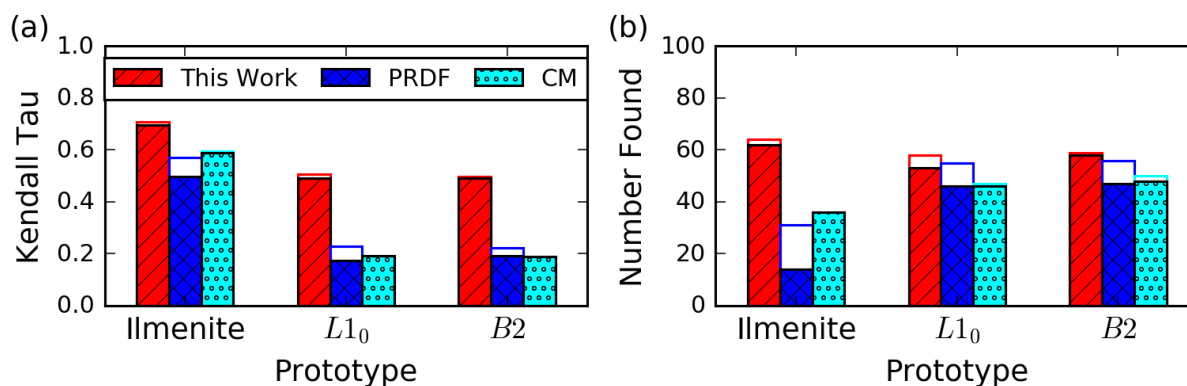 (a)
1.0
0.8
0.6
0.4
0.2
0.0
Kendall Tau
This Work PRDF CM
Ilmenite L1₀ B2
Prototype
(b)
100
80
60
40
20
0
Number Found
Ilmenite L1₀ B2
Prototype